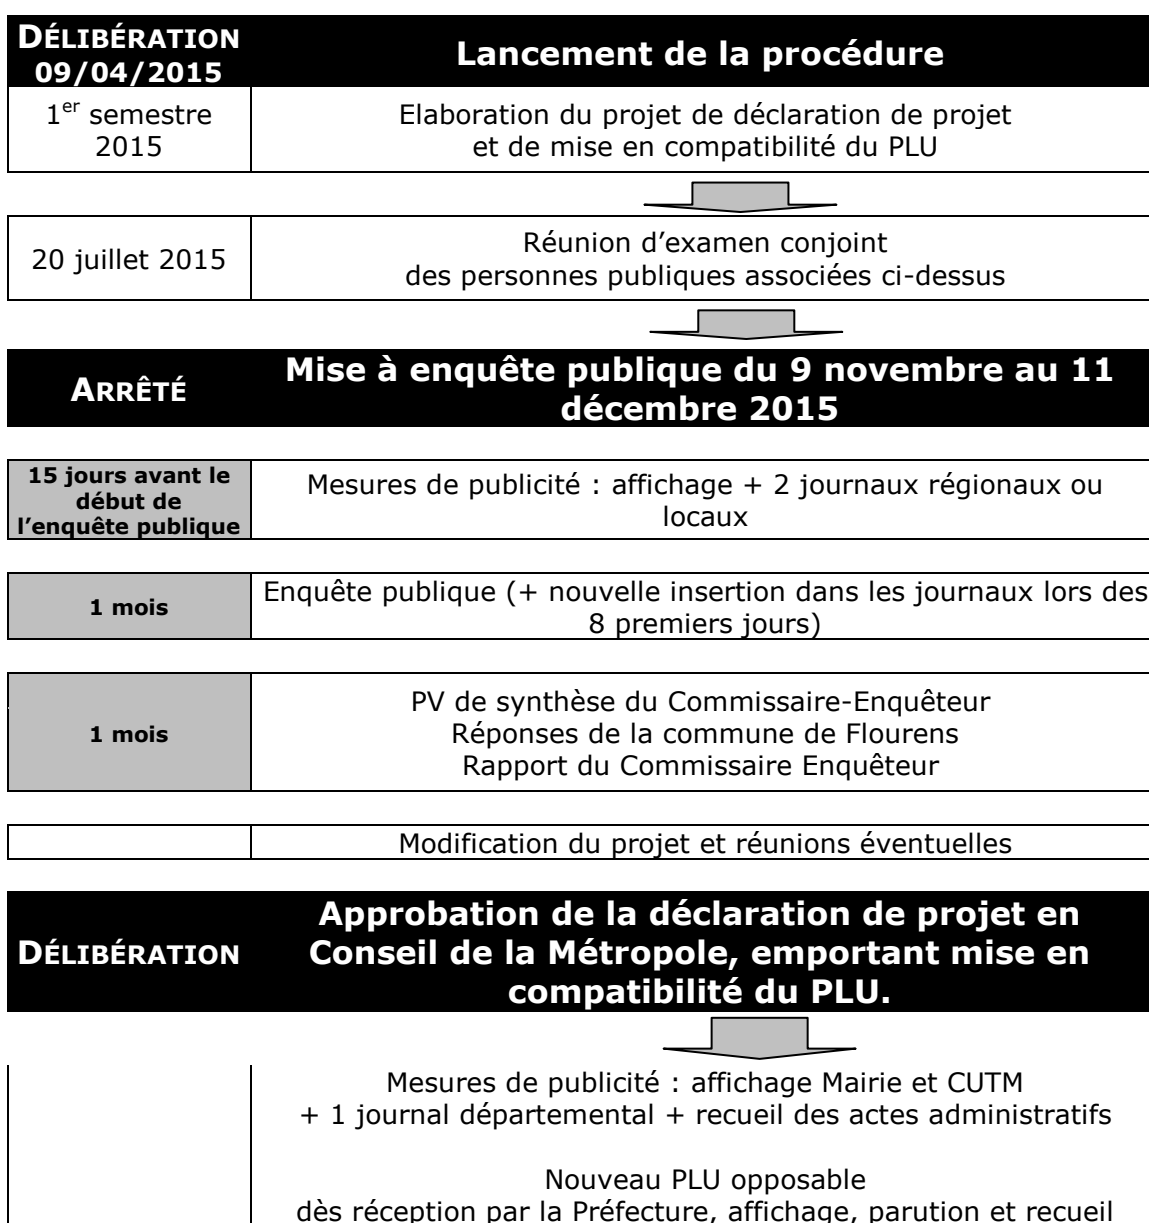 DÉLIBÉRATION
09/04/2015
Lancement de la procédure
1er semestre
2015
Elaboration du projet de déclaration de projet
et de mise en compatibilité du PLU
20 juillet 2015
Réunion d’examen conjoint
des personnes publiques associées ci-dessus
ARRÊTÉ
Mise à enquête publique du 9 novembre au 11
décembre 2015
15 jours avant le
début de
l’enquête publique
Mesures de publicité : affichage + 2 journaux régionaux ou
locaux
1 mois
Enquête publique (+ nouvelle insertion dans les journaux lors des
8 premiers jours)
1 mois
PV de synthèse du Commissaire-Enquêteur
Réponses de la commune de Flourens
Rapport du Commissaire Enquêteur
Modification du projet et réunions éventuelles
DÉLIBÉRATION
Approbation de la déclaration de projet en
Conseil de la Métropole, emportant mise en
compatibilité du PLU.
Mesures de publicité : affichage Mairie et CUTM
+ 1 journal départemental + recueil des actes administratifs
Nouveau PLU opposable
dès réception par la Préfecture, affichage, parution et recueil